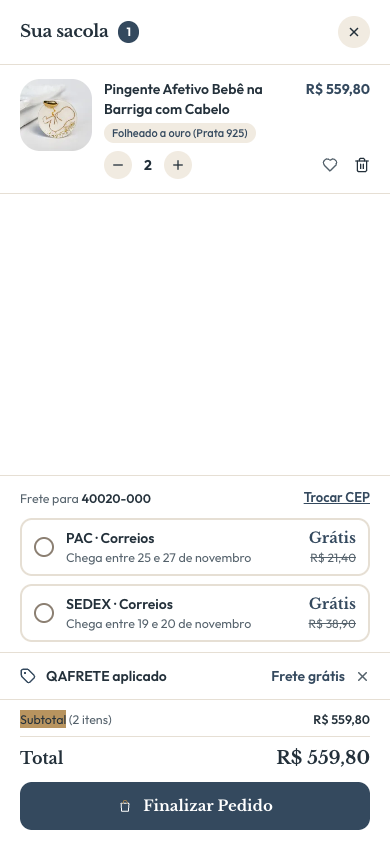 Sua sacola 1
Pingente Afetivo Bebê na R$ 559,80
Barriga com Cabelo
Folheado a ouro (Prata 925)
2
Frete para 40020-000 Trocar CEP
PAC · Correios Grátis
Chega entre 25 e 27 de novembro R$ 21,40
SEDEX · Correios Grátis
Chega entre 19 e 20 de novembro R$ 38,90
QAFRETE aplicado Frete grátis
Subtotal (2 itens) R$ 559,80
Total R$ 559,80
Finalizar Pedido